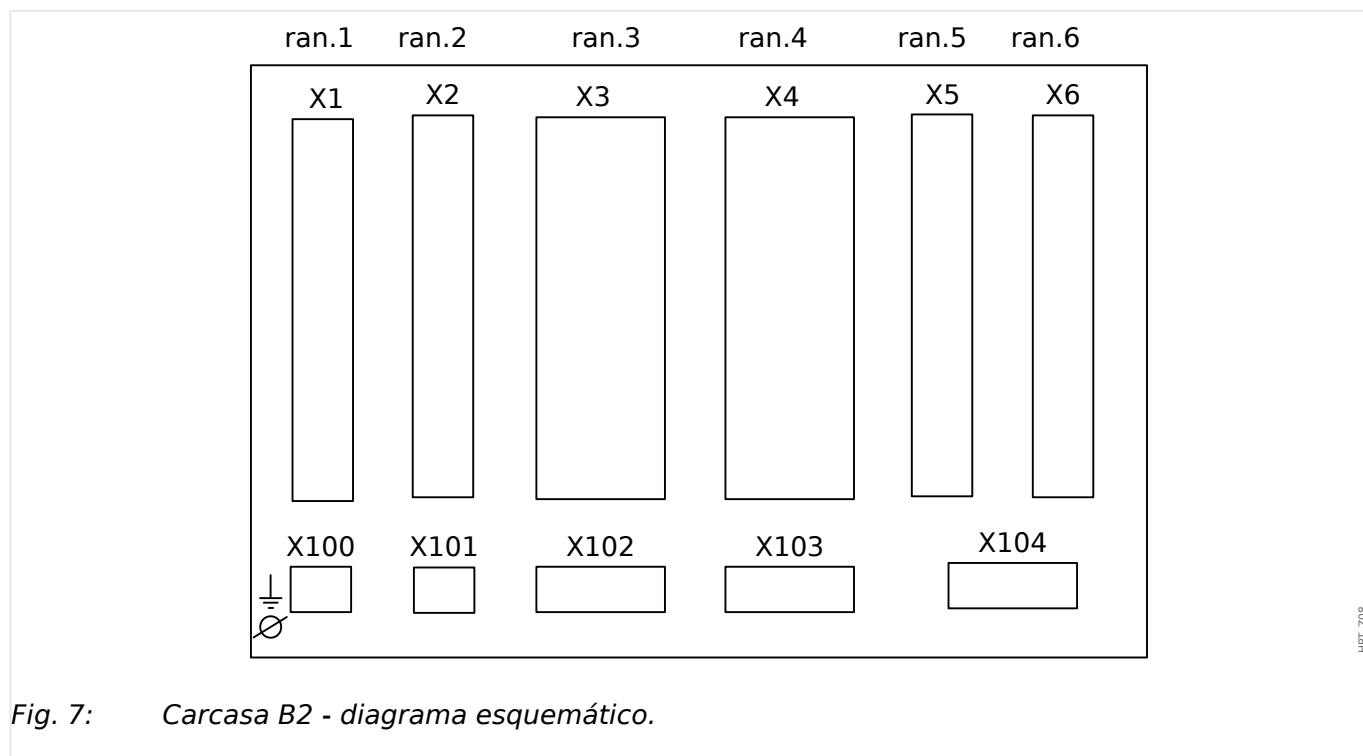 ran.1 ran.2 ran.3 ran.4 ran.5 ran.6
X1 X2 X3 X4 X5 X6
X100 X101 X102 X103 X104
Fig. 7: Carcasa B2 - diagrama esquemático.